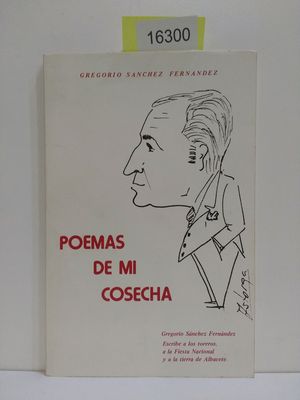 16300
GREGORIO SANCHEZ FERNANDEZ
POEMAS
DE MI
COSECHA
Gregorio Sánchez Fernández
Escribe a los toreros,
a la Fiesta Nacional
y a la tierra de Albacete